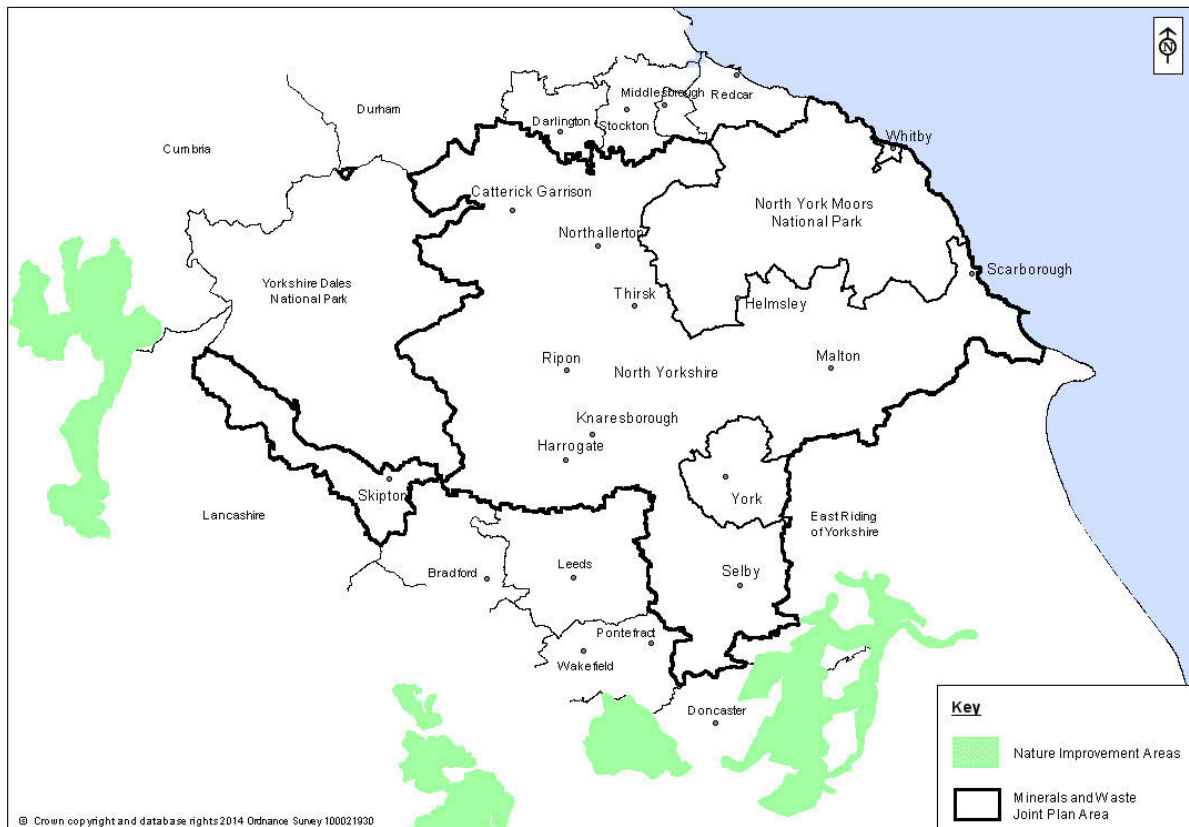 N
Durham
Middlesbrough
Redcar
Darlington
Stockton
Cumbria
Whitby
Catterick Garrison
North York Moors
National Park
Northallerton
Scarborough
Yorkshire Dales
National Park
Thirsk
Helmsley
Ripon
North Yorkshire
Malton
Knaresborough
Harrogate
Skipton
York
Lancashire
East Riding
of Yorkshire
Bradford
Leeds
Selby
Pontefract
Wakefield
Doncaster
Key
Nature Improvement Areas
Minerals and Waste
Joint Plan Area
© Crown copyright and database rights 2014 Ordnance Survey 100021930